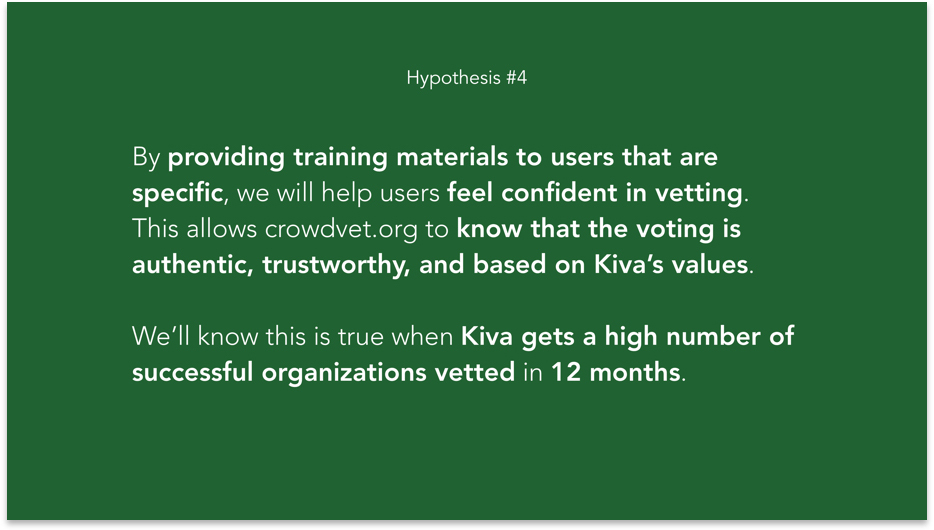 Hypothesis #4
By providing training materials to users that are
specific, we will help users feel confident in vetting.
This allows crowdvet.org to know that the voting is
authentic, trustworthy, and based on Kiva’s values.
We’ll know this is true when Kiva gets a high number of
successful organizations vetted in 12 months.